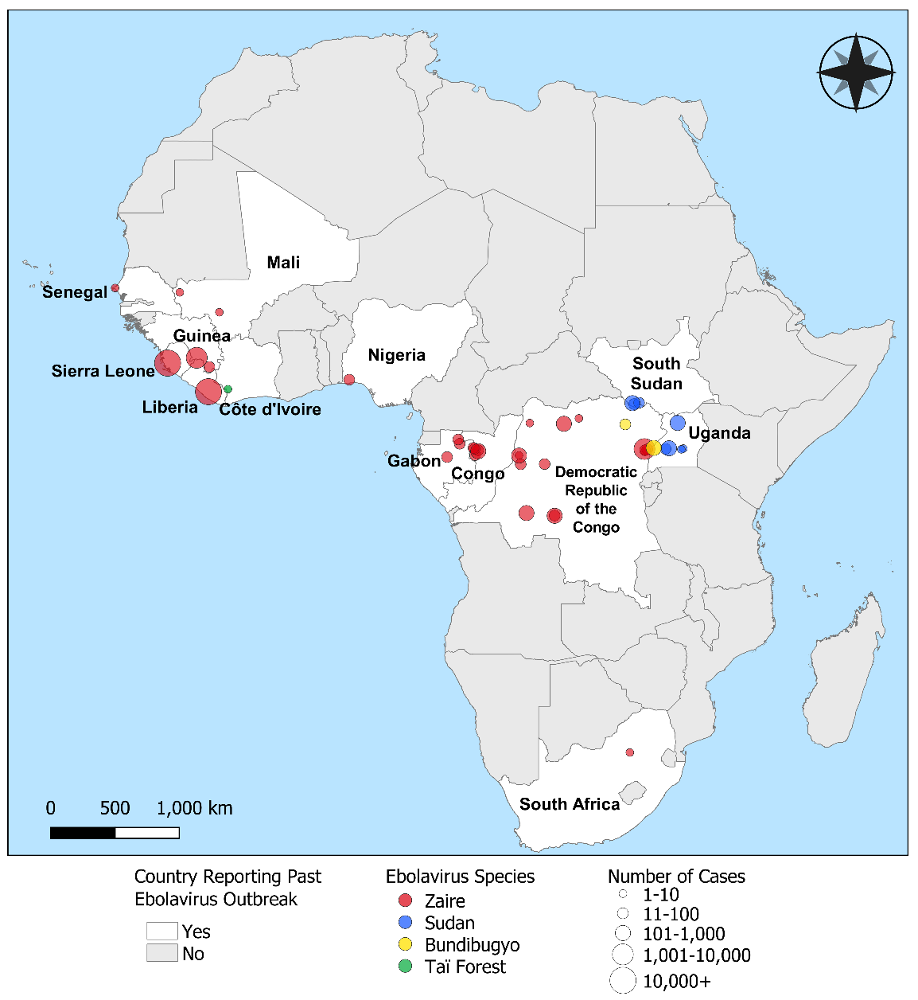 Mali
Senegal
Guinea
Nigeria
South
Sudan
Sierra Leone
Liberia
Côte d'Ivoire
Uganda
Gabon
Congo
Democratic
Republic
of the
Congo
South Africa
0 500 1,000 km
Country Reporting Past
Ebolavirus Outbreak
Yes
No
Ebolavirus Species
Zaire
Sudan
Bundibugyo
Taï Forest
Number of Cases
1-10
11-100
101-1,000
1,001-10,000
10,000+